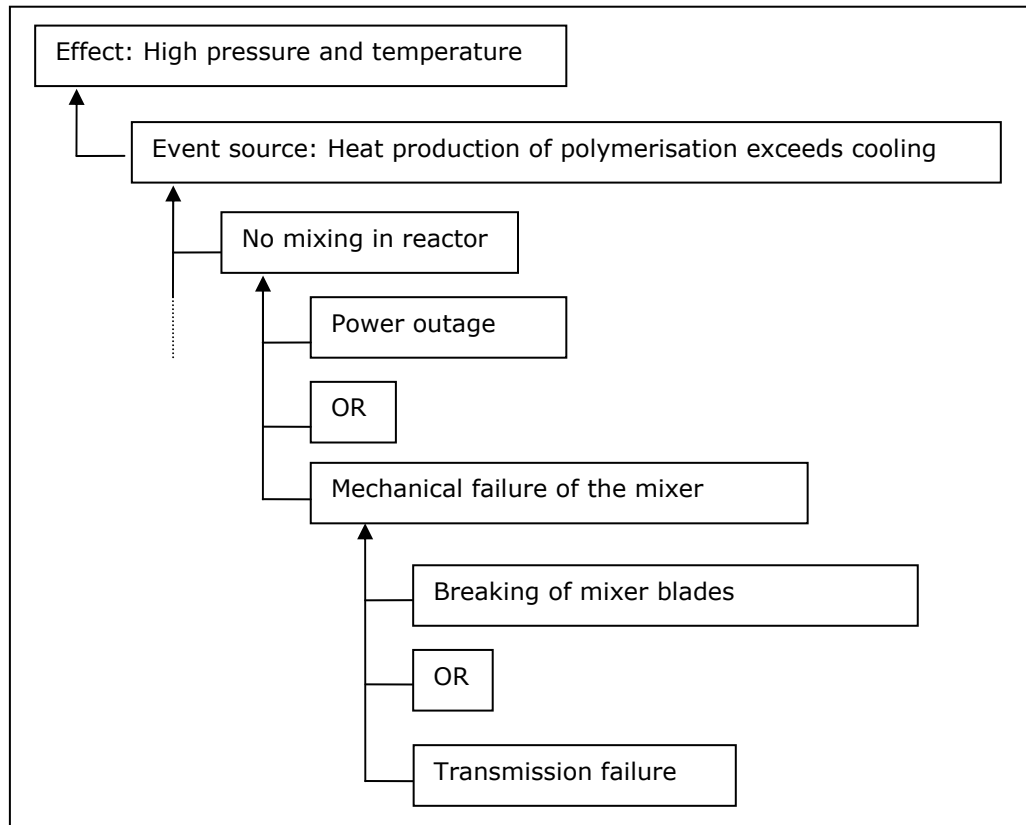 Effect: High pressure and temperature
Event source: Heat production of polymerisation exceeds cooling
No mixing in reactor
Power outage
OR
Mechanical failure of the mixer
Breaking of mixer blades
OR
Transmission failure